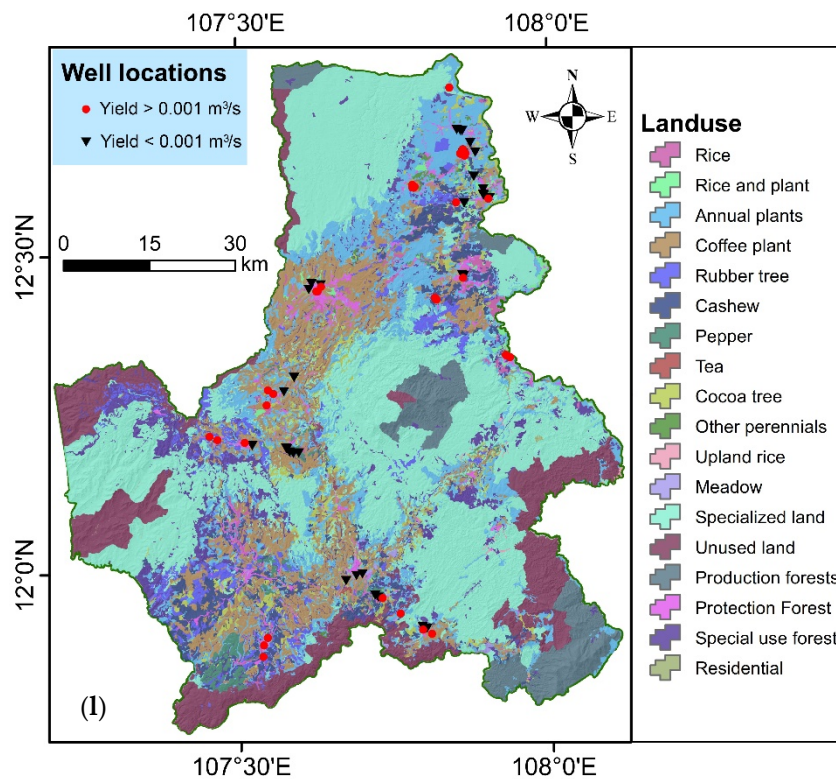 107°30'E 108°0'E
Well locations
Yield > 0.001 m³/s
Yield < 0.001 m³/s
N
W E
S
0 15 30
km
12°30'N
12°0'N
(l)
107°30'E 108°0'E
Landuse
Rice
Rice and plant
Annual plants
Coffee plant
Rubber tree
Cashew
Pepper
Tea
Cocoa tree
Other perennials
Upland rice
Meadow
Specialized land
Unused land
Production forests
Protection Forest
Special use forest
Residential